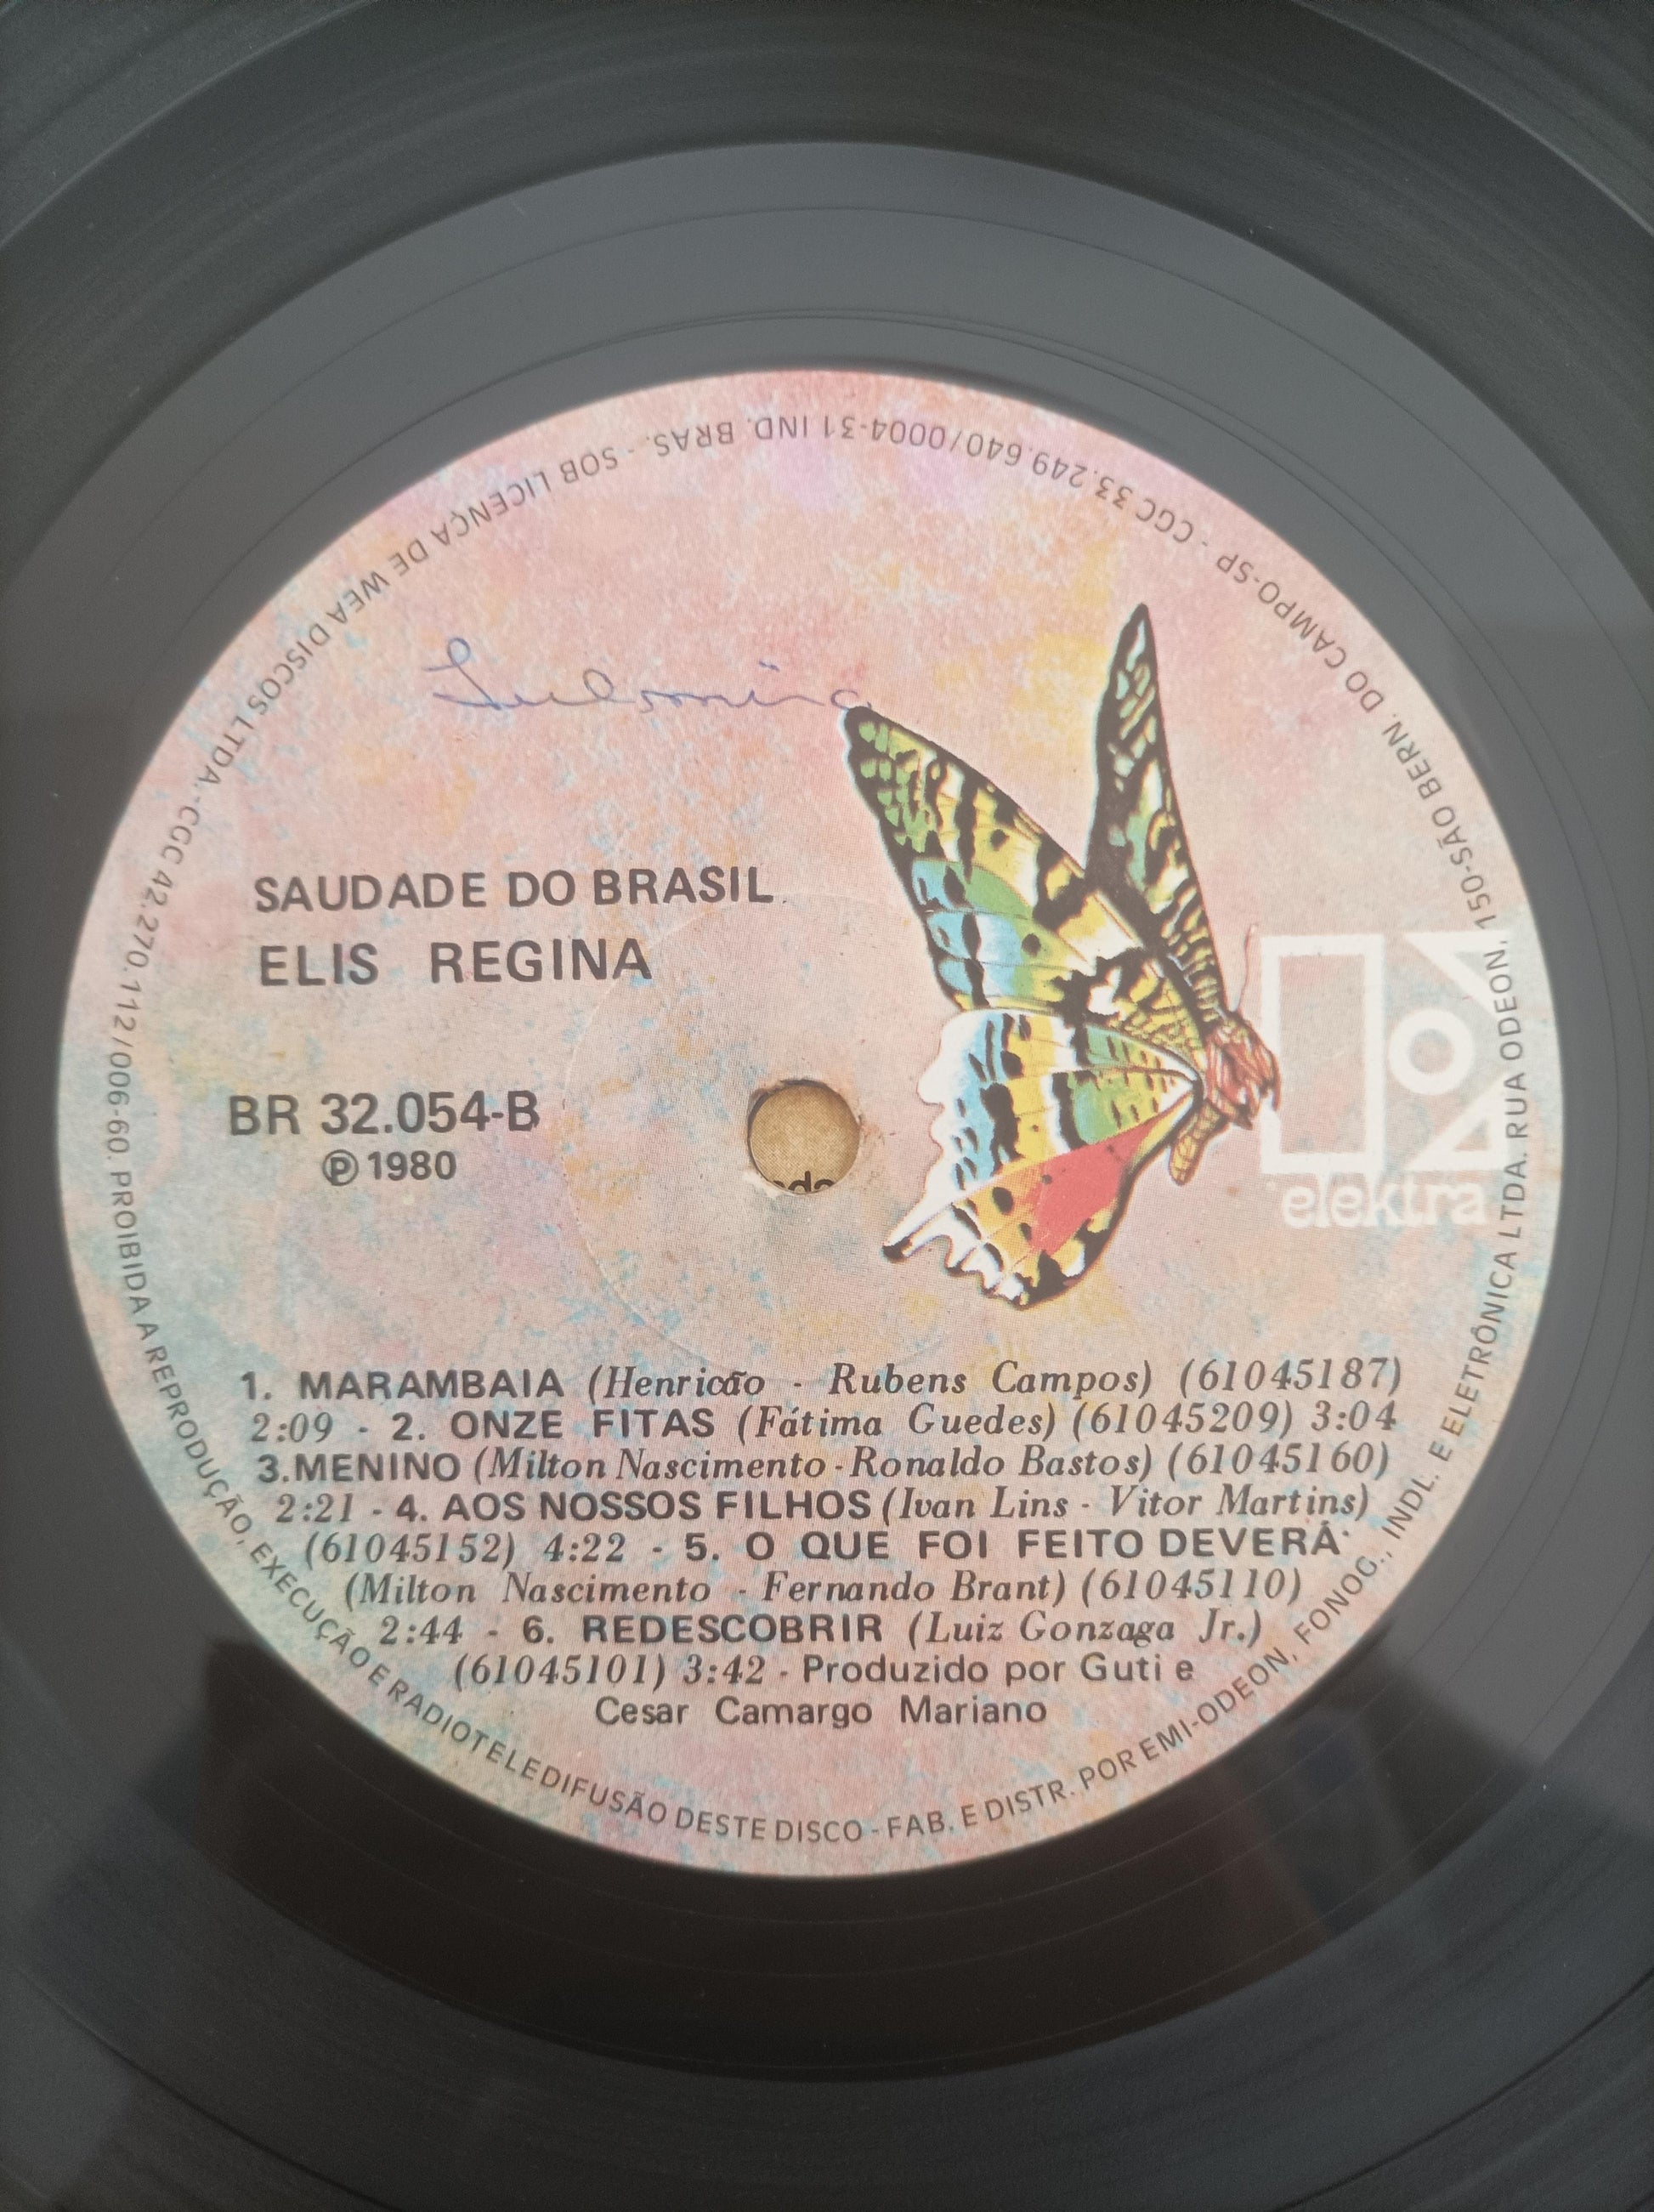 SAUDADE DO BRASIL
ELIS REGINA
BR 32.054-B
℗ 1980
elektra
1. MARAMBAIA (Henricão - Rubens Campos) (61045187)
2:09 - 2. ONZE FITAS (Fátima Guedes) (61045209) 3:04
3.MENINO (Milton Nascimento - Ronaldo Bastos) (61045160)
2:21 - 4. AOS NOSSOS FILHOS (Ivan Lins - Vitor Martins)
(61045152) 4:22 - 5. O QUE FOI FEITO DEVERÁ
(Milton Nascimento - Fernando Brant) (61045110)
2:44 - 6. REDESCOBRIR (Luiz Gonzaga Jr.)
(61045101) 3:42 - Produzido por Guti e
Cesar Camargo Mariano
IND. BRAS. - SOB LICENÇA DE WEA DISCOS LTDA.-CGC 42.270.112/006-60. PROIBIDA A REPRODUÇÃO, EXECUÇÃO E RADIOTELEDIFUSÃO DESTE DISCO - FAB. E DISTR. POR EMI-ODEON, FONOG., INDL. E ELETRÔNICA LTDA. RUA ODEON, 150-SÃO BERN. DO CAMPO-SP - CGC 33.249.640/0004-31